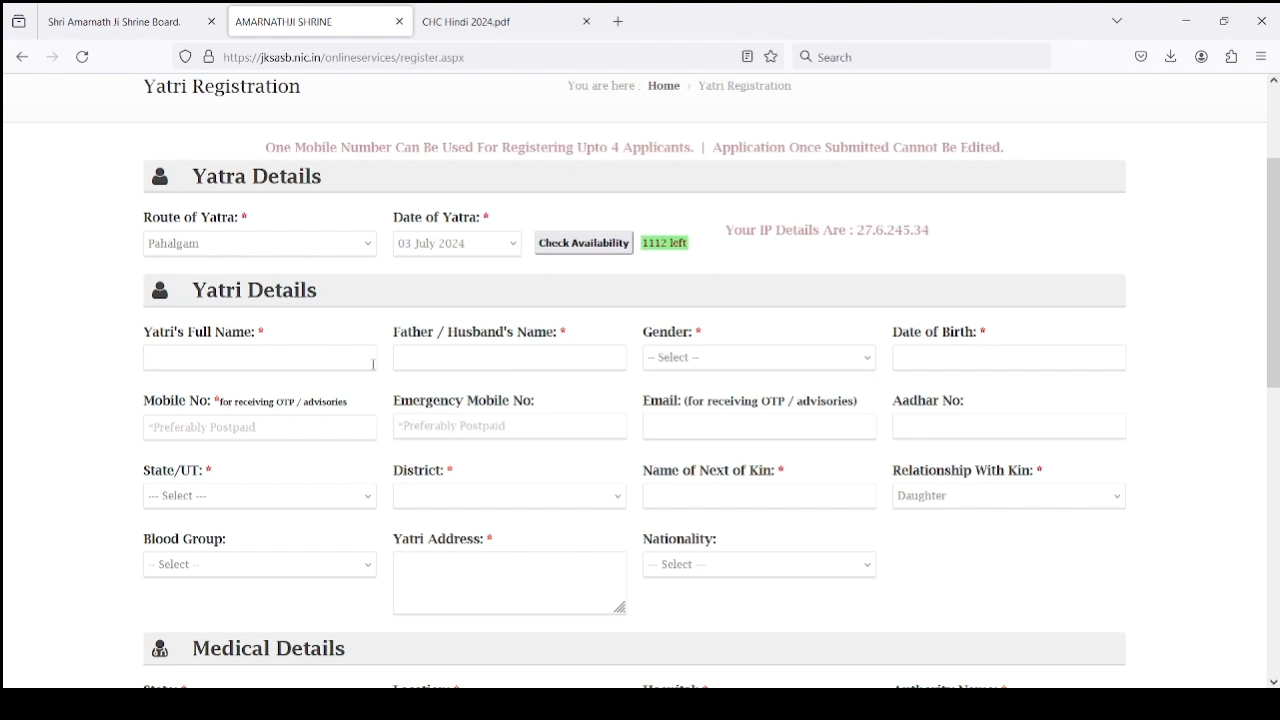 Shri Amarnath Ji Shrine Board.
AMARNATHJI SHRINE
CHC Hindi 2024.pdf
https://jksasb.nic.in/onlineservices/register.aspx
Search
Yatri Registration
You are here : Home › Yatri Registration
One Mobile Number Can Be Used For Registering Upto 4 Applicants. | Application Once Submitted Cannot Be Edited.
Yatra Details
Route of Yatra: * Date of Yatra: *
Pahalgam 03 July 2024 Check Availability 1112 left Your IP Details Are : 27.6.245.34
Yatri Details
Yatri's Full Name: * Father / Husband's Name: * Gender: * Date of Birth: *
-- Select --
Mobile No: *for receiving OTP / advisories Emergency Mobile No: Email: (for receiving OTP / advisories) Aadhar No:
*Preferably Postpaid *Preferably Postpaid
State/UT: * District: * Name of Next of Kin: * Relationship With Kin: *
--- Select --- Daughter
Blood Group: Yatri Address: * Nationality:
-- Select -- --- Select ---
Medical Details